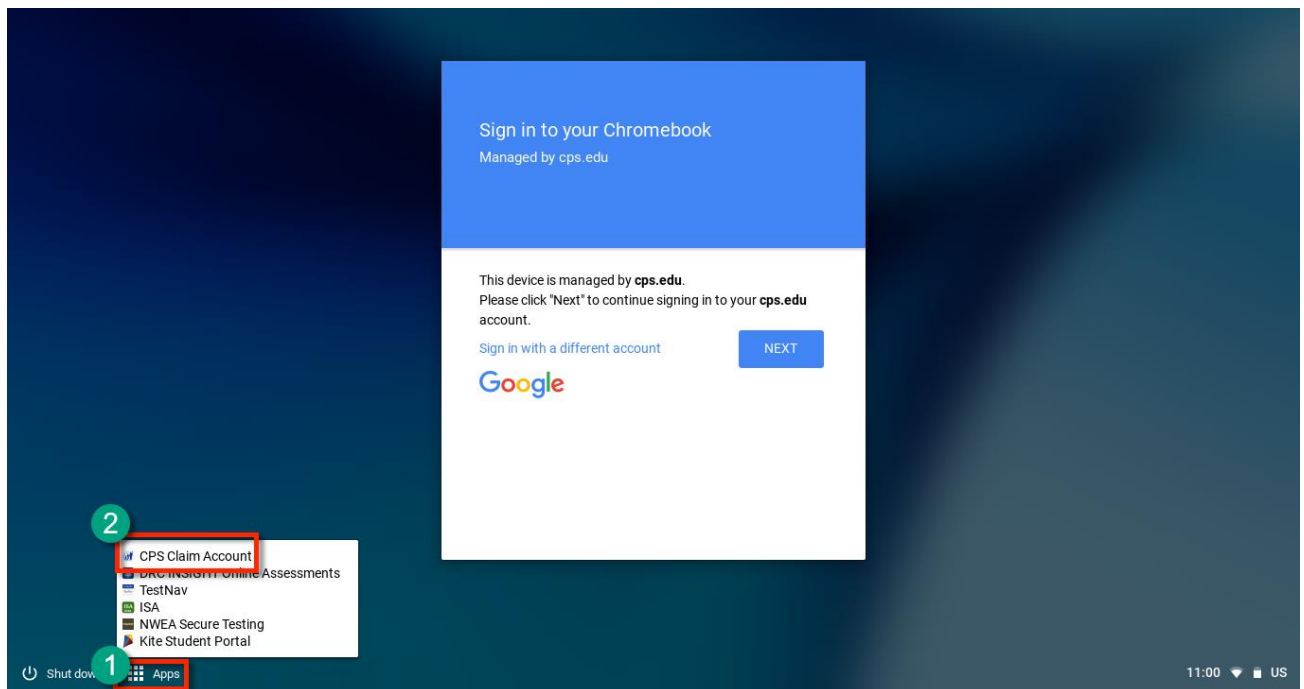 Sign in to your Chromebook
Managed by cps.edu
This device is managed by cps.edu.
Please click "Next" to continue signing in to your cps.edu
account.
Sign in with a different account
NEXT
Google
2
CPS Claim Account
DRC INSIGHT Online Assessments
TestNav
ISA
NWEA Secure Testing
Kite Student Portal
Shut dow
1
Apps
11:00
US